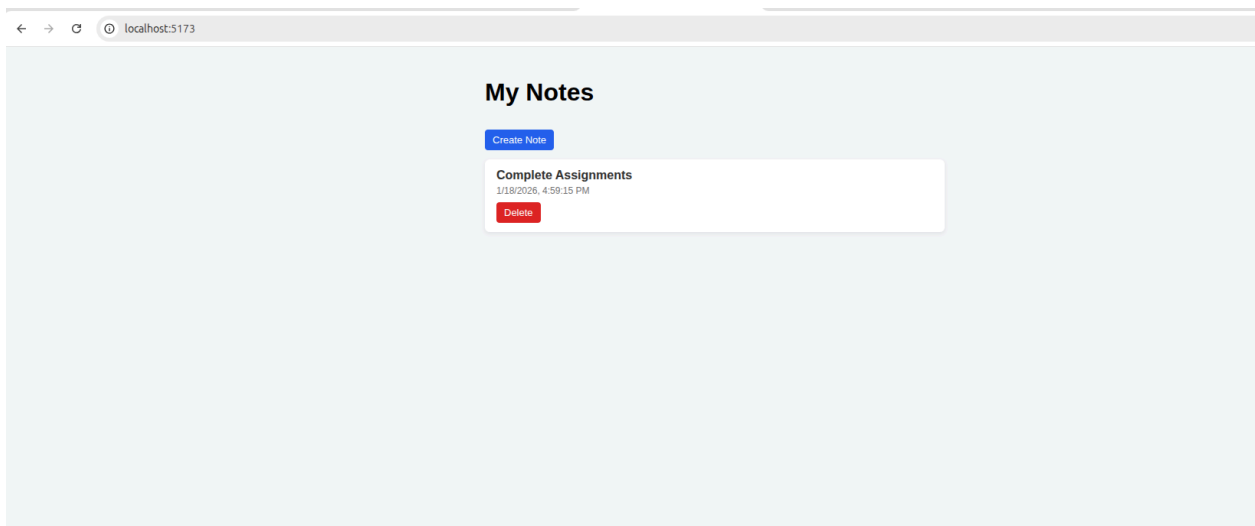 localhost:5173
My Notes
Create Note
Complete Assignments
1/18/2026, 4:59:15 PM
Delete